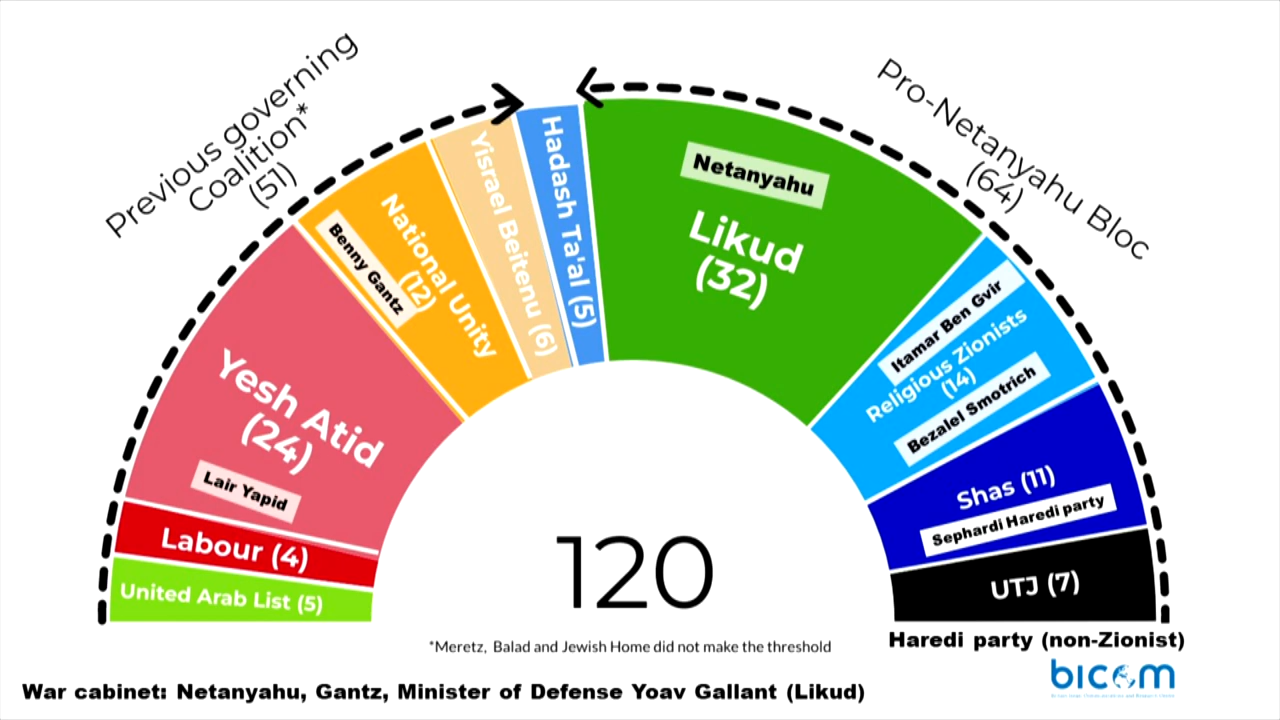 Previous governing
Coalition*
(51)
Pro-Netanyahu Bloc
(64)
United Arab List (5)
Labour (4)
Yesh Atid
(24)
Lair Yapid
National Unity
(12)
Benny Gantz
Yisrael Beitenu (6)
Hadash Ta'al (5)
Netanyahu
Likud
(32)
Itamar Ben Gvir
Religious Zionists
(14)
Bezalel Smotrich
Shas (11)
Sephardi Haredi party
UTJ (7)
Haredi party (non-Zionist)
120
*Meretz, Balad and Jewish Home did not make the threshold
War cabinet: Netanyahu, Gantz, Minister of Defense Yoav Gallant (Likud)
bicom